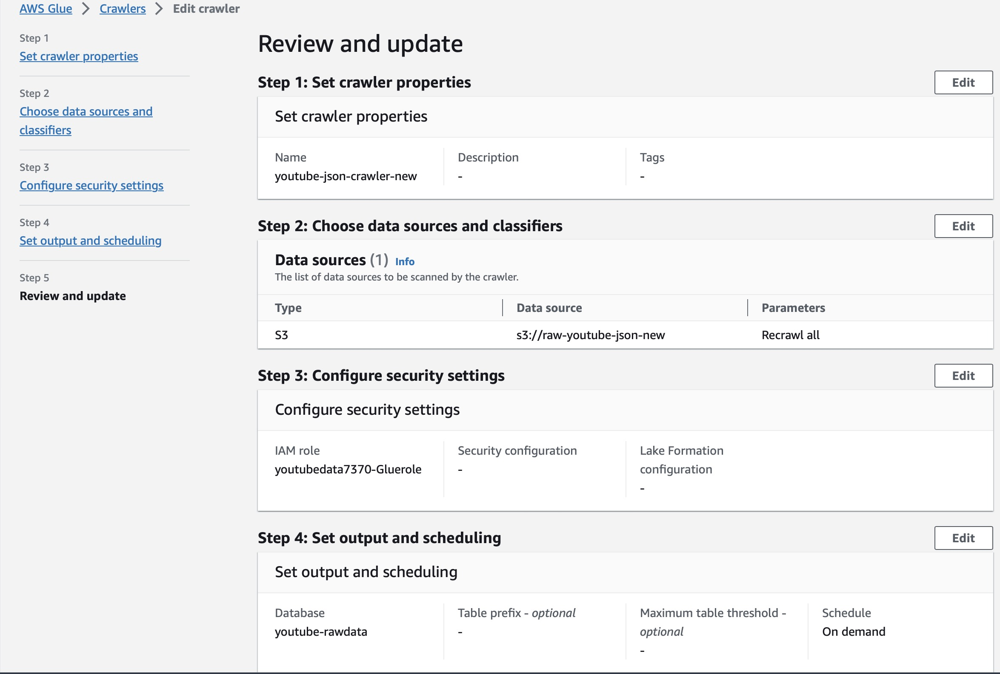 AWS Glue > Crawlers > Edit crawler
Step 1
Set crawler properties
Step 2
Choose data sources and
classifiers
Step 3
Configure security settings
Step 4
Set output and scheduling
Step 5
Review and update
Review and update
Step 1: Set crawler properties
Edit
Set crawler properties
Name
youtube-json-crawler-new
Description
-
Tags
-
Step 2: Choose data sources and classifiers
Edit
Data sources (1) Info
The list of data sources to be scanned by the crawler.
Type Data source Parameters
S3 s3://raw-youtube-json-new Recrawl all
Step 3: Configure security settings
Edit
Configure security settings
IAM role
youtubedata7370-Gluerole
Security configuration
-
Lake Formation
configuration
-
Step 4: Set output and scheduling
Edit
Set output and scheduling
Database
youtube-rawdata
Table prefix - optional
-
Maximum table threshold -
optional
-
Schedule
On demand